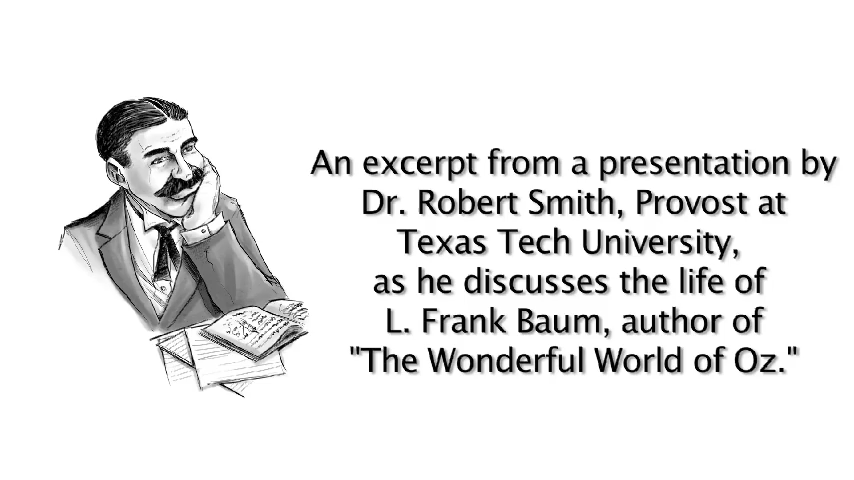 An excerpt from a presentation by
Dr. Robert Smith, Provost at
Texas Tech University,
as he discusses the life of
L. Frank Baum, author of
"The Wonderful World of Oz."